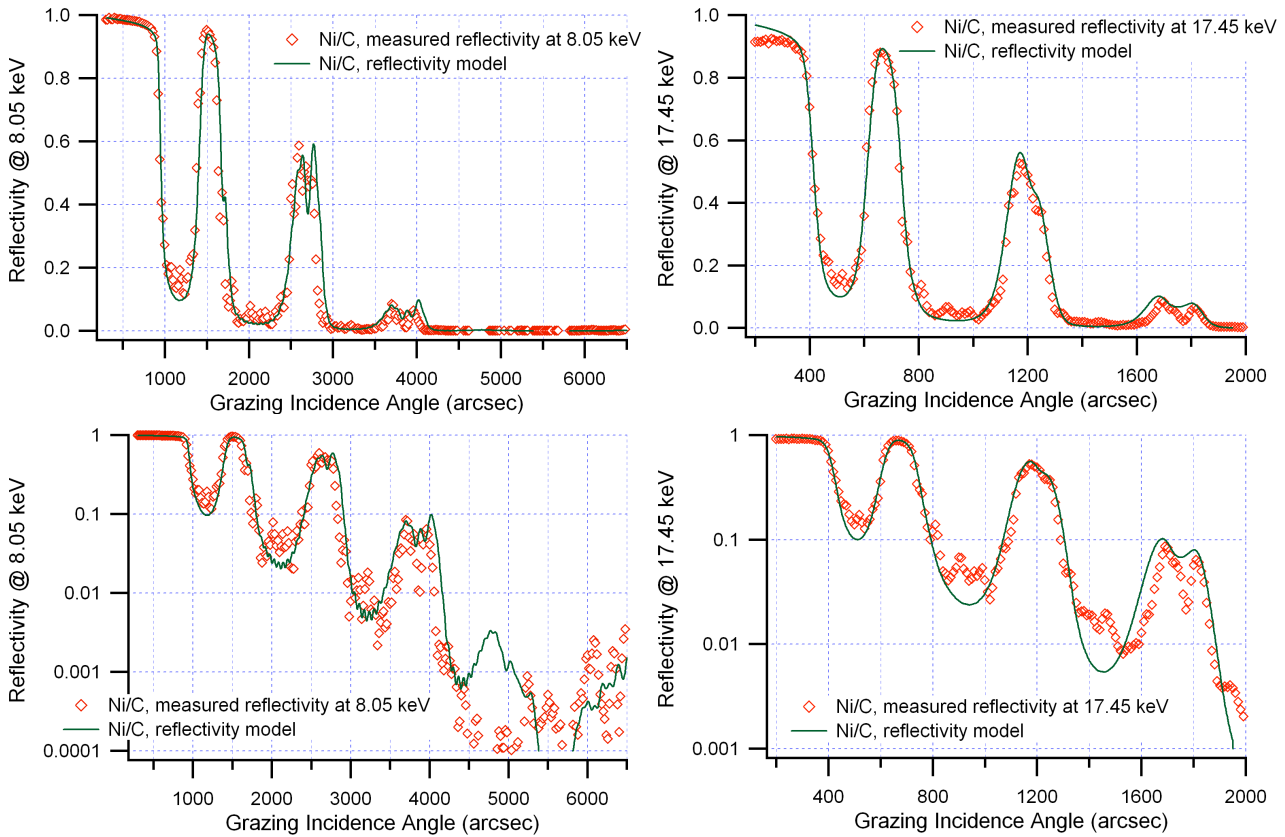 Ni/C, measured reflectivity at 8.05 keV
Ni/C, reflectivity model
1.0
0.8
0.6
0.4
0.2
0.0
Reflectivity @ 8.05 keV
1000 2000 3000 4000 5000 6000
Grazing Incidence Angle (arcsec)
Ni/C, measured reflectivity at 17.45 keV
Ni/C, reflectivity model
1.0
0.8
0.6
0.4
0.2
0.0
Reflectivity @ 17.45 keV
400 800 1200 1600 2000
Grazing Incidence Angle (arcsec)
1
0.1
0.01
0.001
0.0001
Reflectivity @ 8.05 keV
Ni/C, measured reflectivity at 8.05 keV
Ni/C, reflectivity model
1000 2000 3000 4000 5000 6000
Grazing Incidence Angle (arcsec)
1
0.1
0.01
0.001
Reflectivity @ 17.45 keV
Ni/C, measured reflectivity at 17.45 keV
Ni/C, reflectivity model
400 800 1200 1600 2000
Grazing Incidence Angle (arcsec)